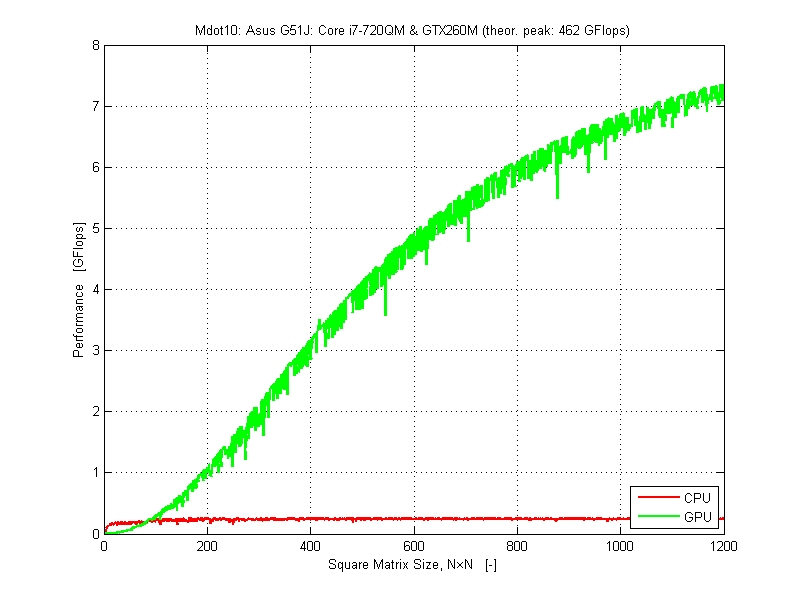 Mdot10: Asus G51J: Core i7-720QM & GTX260M (theor. peak: 462 GFlops)
8
7
6
5
4
3
2
1
0
Performance [GFlops]
CPU
GPU
0 200 400 600 800 1000 1200
Square Matrix Size, N×N [-]